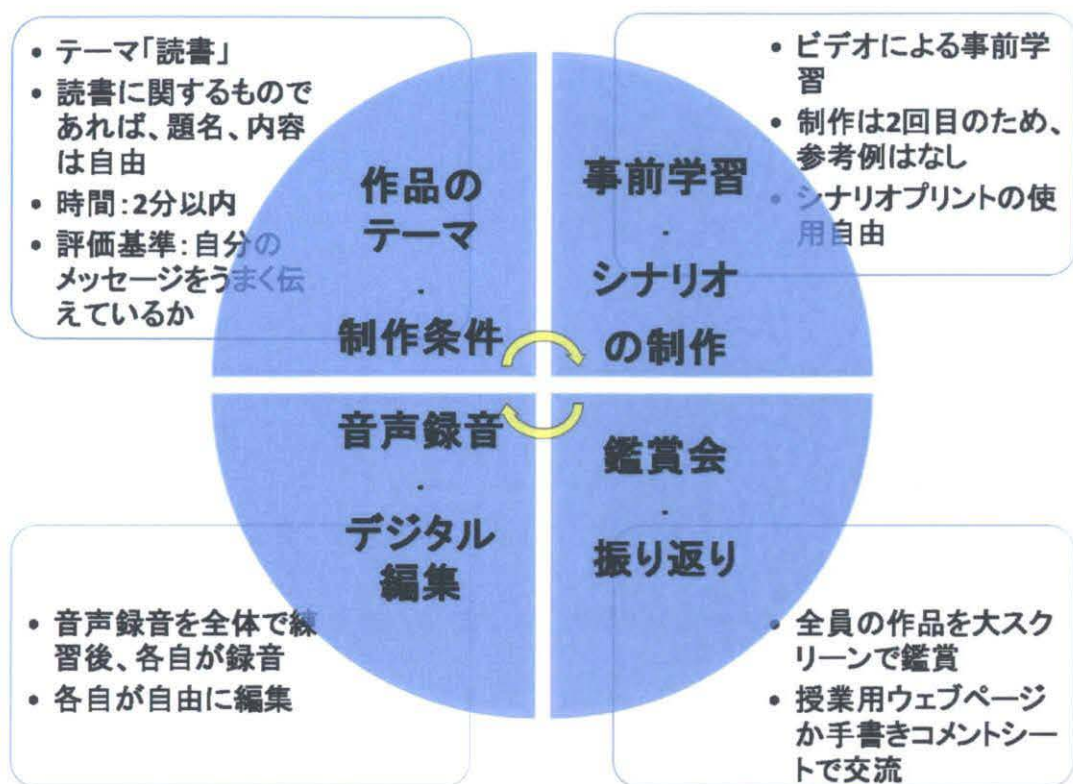 • テーマ「読書」
• 読書に関するもので
あれば、題名、内容
は自由
• 時間：2分以内
• 評価基準：自分の
メッセージをうまく伝
えているか
作品の
テーマ
・
制作条件
• ビデオによる事前学
習
• 制作は2回目のため、
参考例はなし
• シナリオプリントの使
用自由
事前学習
・
シナリオ
の制作
音声録音
・
デジタル
編集
• 音声録音を全体で練
習後、各自が録音
• 各自が自由に編集
鑑賞会
・
振り返り
• 全員の作品を大スク
リーンで鑑賞
• 授業用ウェブページ
か手書きコメントシー
トで交流